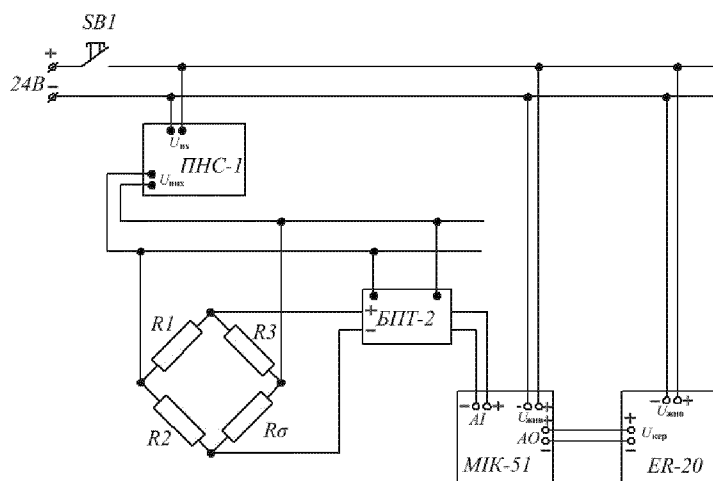 SB1
+
24В
−
Uвх
ПНС-1
Uвих
R1
R3
+
БПТ-2
−
R2
Rσ
− +
AI
- +
Uжив
+
AO
−
МІК-51
- +
Uжив
+
Uкер
−
ER-20